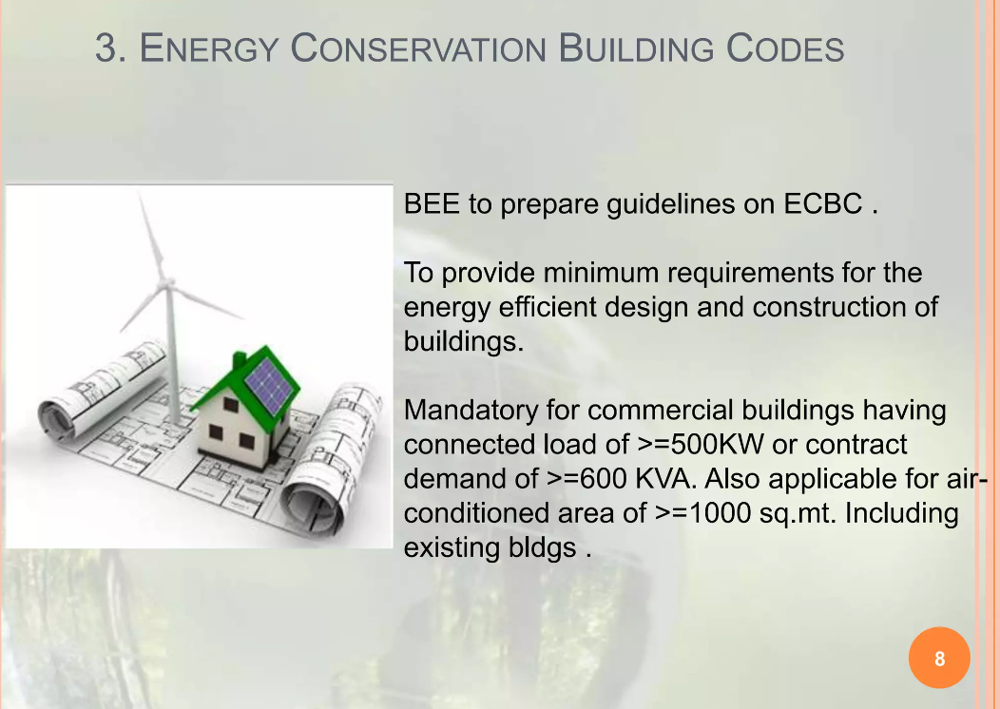 3. ENERGY CONSERVATION BUILDING CODES
BEE to prepare guidelines on ECBC .
To provide minimum requirements for the
energy efficient design and construction of
buildings.
Mandatory for commercial buildings having
connected load of >=500KW or contract
demand of >=600 KVA. Also applicable for air-
conditioned area of >=1000 sq.mt. Including
existing bldgs .
8